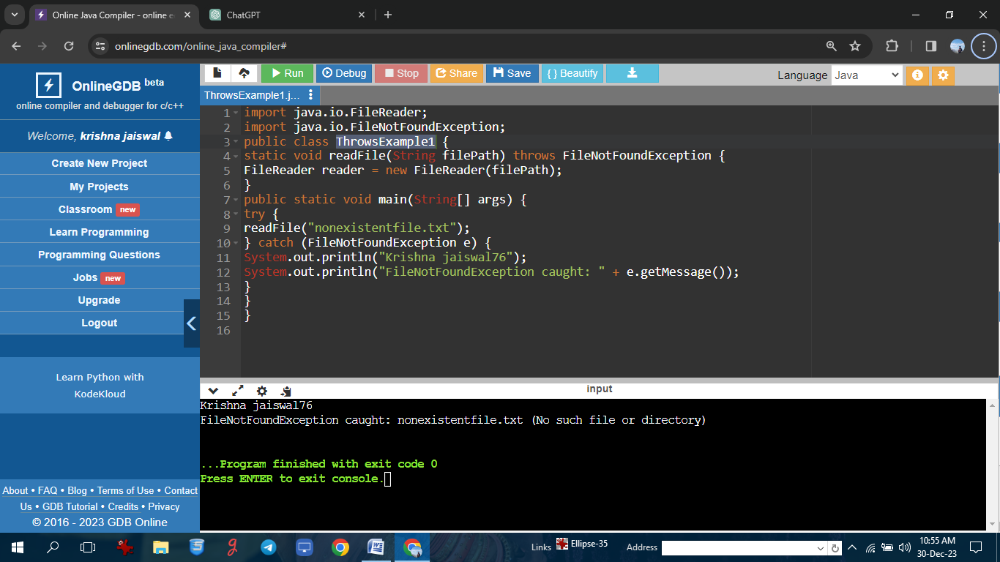 Online Java Compiler - online e
ChatGPT
onlinegdb.com/online_java_compiler#
OnlineGDB beta
online compiler and debugger for c/c++
Welcome, krishna jaiswal
Create New Project
My Projects
Classroom new
Learn Programming
Programming Questions
Jobs new
Upgrade
Logout
Learn Python with
KodeKloud
About • FAQ • Blog • Terms of Use • Contact
Us • GDB Tutorial • Credits • Privacy
© 2016 - 2023 GDB Online
Run Debug Stop Share Save { } Beautify
Language Java
ThrowsExample1.j...
1 import java.io.FileReader;
2 import java.io.FileNotFoundException;
3 public class ThrowsExample1 {
4 static void readFile(String filePath) throws FileNotFoundException {
5 FileReader reader = new FileReader(filePath);
6 }
7 public static void main(String[] args) {
8 try {
9 readFile("nonexistentfile.txt");
10 } catch (FileNotFoundException e) {
11 System.out.println("Krishna jaiswal76");
12 System.out.println("FileNotFoundException caught: " + e.getMessage());
13 }
14 }
15 }
16
input
Krishna jaiswal76
FileNotFoundException caught: nonexistentfile.txt (No such file or directory)
...Program finished with exit code 0
Press ENTER to exit console.
Links Ellipse-35 Address
10:55 AM
30-Dec-23